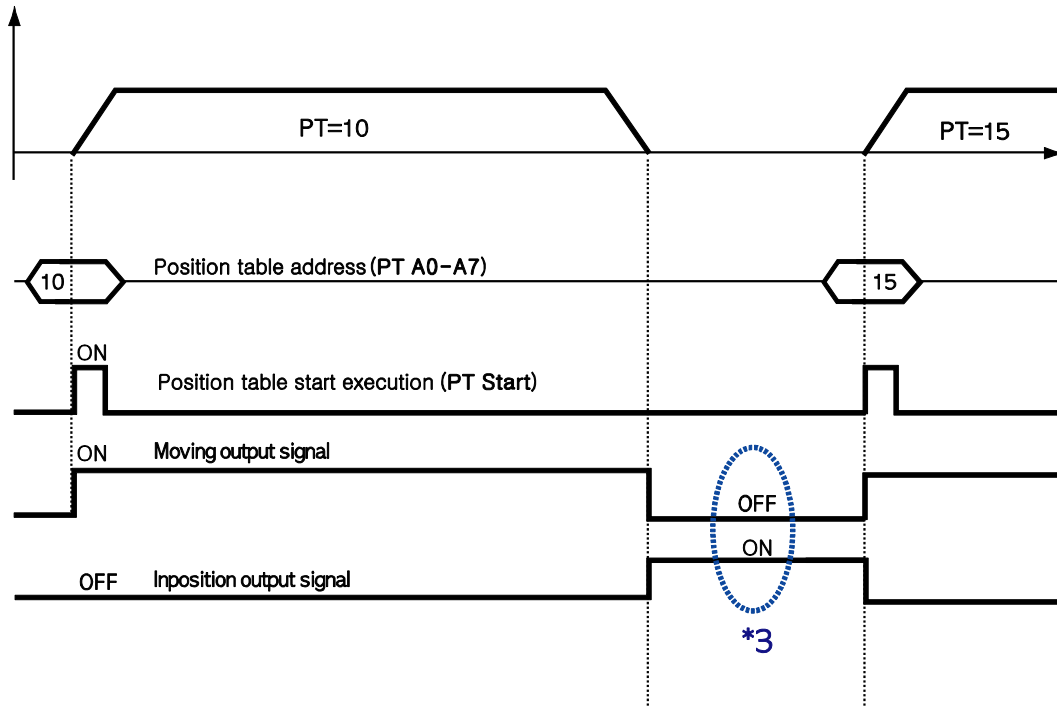 PT=10
PT=15
10
Position table address (PT A0-A7)
15
ON
Position table start execution (PT Start)
ON
Moving output signal
OFF
ON
OFF
Inposition output signal
*3